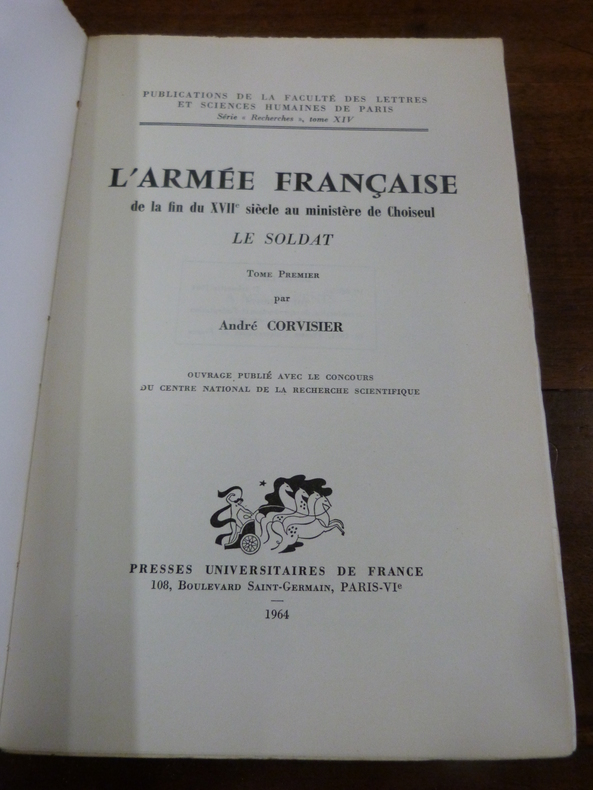 PUBLICATIONS DE LA FACULTÉ DES LETTRES
ET SCIENCES HUMAINES DE PARIS
Série « Recherches », tome XIV
L'ARMÉE FRANÇAISE
de la fin du XVIIe siècle au ministère de Choiseul
LE SOLDAT
TOME PREMIER
par
André CORVISIER
OUVRAGE PUBLIÉ AVEC LE CONCOURS
DU CENTRE NATIONAL DE LA RECHERCHE SCIENTIFIQUE
PRESSES UNIVERSITAIRES DE FRANCE
108, BOULEVARD SAINT-GERMAIN, PARIS-VIe
1964